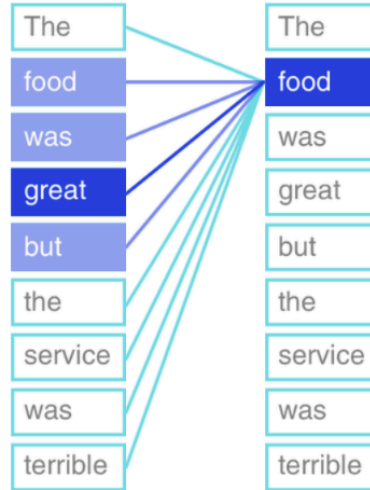 The
food
was
great
but
the
service
was
terrible
The
food
was
great
but
the
service
was
terrible